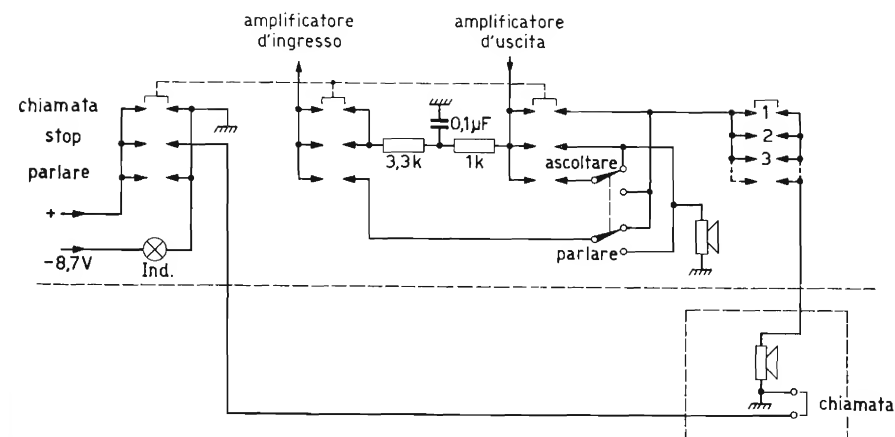 amplificatore
d'ingresso
amplificatore
d'uscita
chiamata
stop
parlare
+
-8,7V
Ind.
3,3k
0,1µF
1k
ascoltare
parlare
1
2
3
chiamata